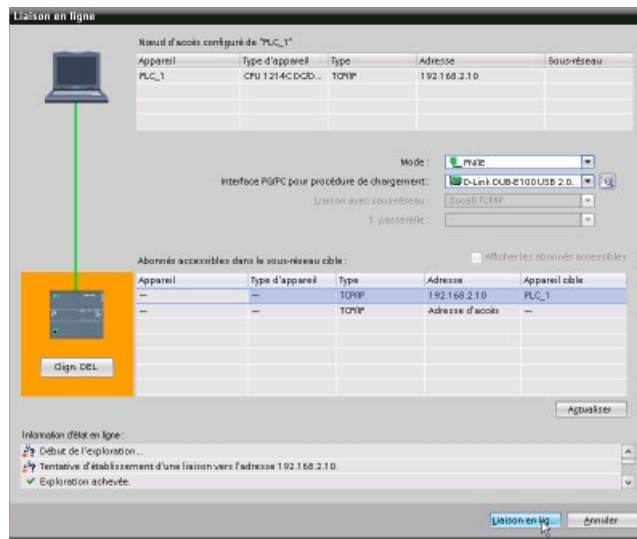 Liaison en ligne
Nœud d'accès configuré de "PLC_1"
Appareil Type d'appareil Type Adresse Sous-réseau
PLC_1 CPU 1214C DC/D... TCP/IP 192.168.2.10
Mode : PN/IE
Interface PG/PC pour procédure de chargement : D-Link DUB-E100 USB 2.0...
Liaison avec sous-réseau : (local) TCP/IP
1. passerelle :
Abonnés accessibles dans le sous-réseau cible :
Afficher les abonnés accessibles
Appareil Type d'appareil Type Adresse Appareil cible
— — TCP/IP 192.168.2.10 PLC_1
— — TCP/IP Adresse d'accès —
Clign. DEL
Actualiser
Information d'état en ligne :
Début de l'exploration...
Tentative d'établissement d'une liaison vers l'adresse 192.168.2.10.
Exploration achevée.
Liaison en lig... Annuler